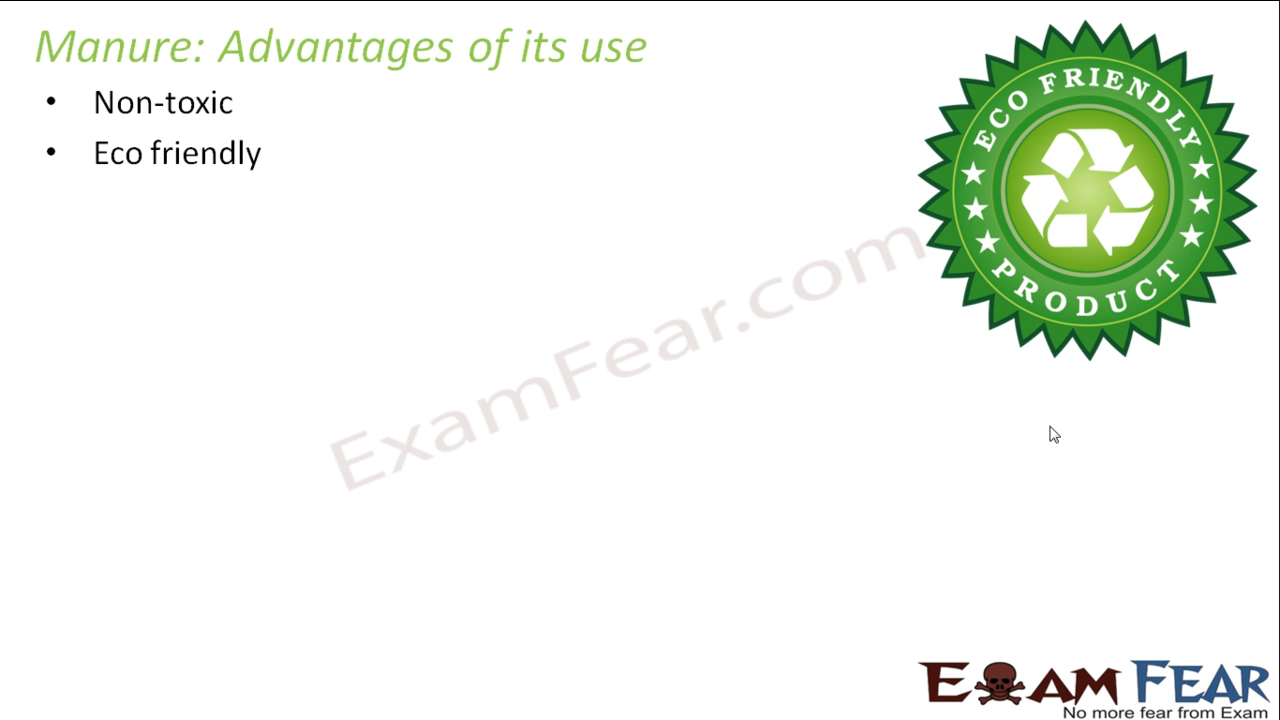 Manure: Advantages of its use
• Non-toxic
• Eco friendly
ECO FRIENDLY
PRODUCT
ExamFear.com
EXAM FEAR
No more fear from Exam